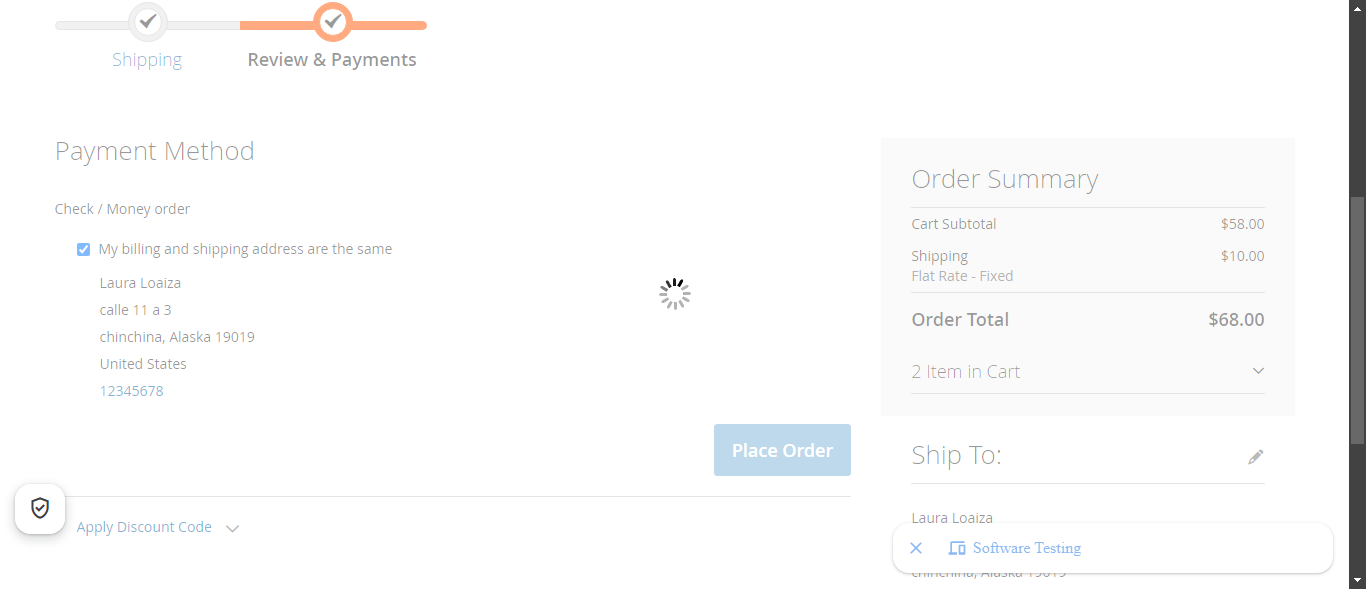 Shipping
Review & Payments
Payment Method
Check / Money order
My billing and shipping address are the same
Laura Loaiza
calle 11 a 3
chinchina, Alaska 19019
United States
12345678
Place Order
Apply Discount Code
Order Summary
Cart Subtotal $58.00
Shipping $10.00
Flat Rate - Fixed
Order Total $68.00
2 Item in Cart
Ship To:
Laura Loaiza
Software Testing
chinchina, Alaska 19019